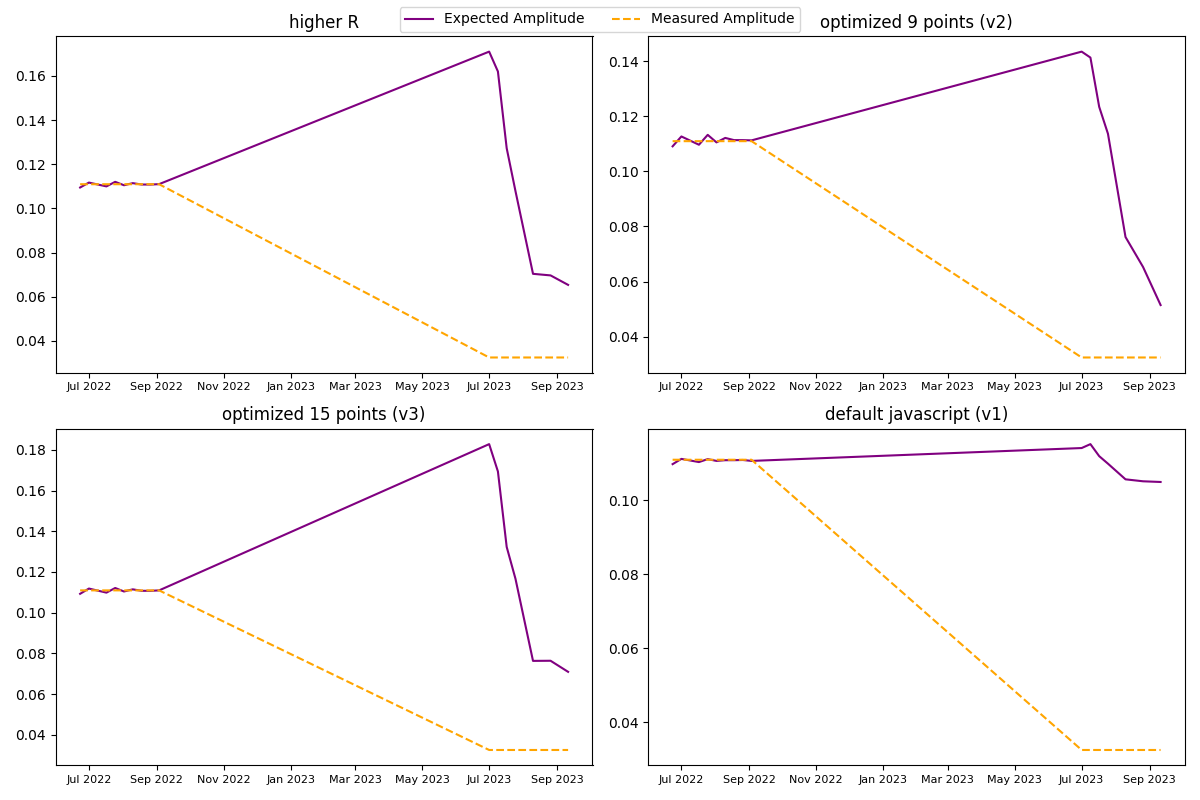 Expected Amplitude Measured Amplitude
higher R
0.16
0.14
0.12
0.10
0.08
0.06
0.04
Jul 2022 Sep 2022 Nov 2022 Jan 2023 Mar 2023 May 2023 Jul 2023 Sep 2023
optimized 9 points (v2)
0.14
0.12
0.10
0.08
0.06
0.04
Jul 2022 Sep 2022 Nov 2022 Jan 2023 Mar 2023 May 2023 Jul 2023 Sep 2023
optimized 15 points (v3)
0.18
0.16
0.14
0.12
0.10
0.08
0.06
0.04
Jul 2022 Sep 2022 Nov 2022 Jan 2023 Mar 2023 May 2023 Jul 2023 Sep 2023
default javascript (v1)
0.10
0.08
0.06
0.04
Jul 2022 Sep 2022 Nov 2022 Jan 2023 Mar 2023 May 2023 Jul 2023 Sep 2023